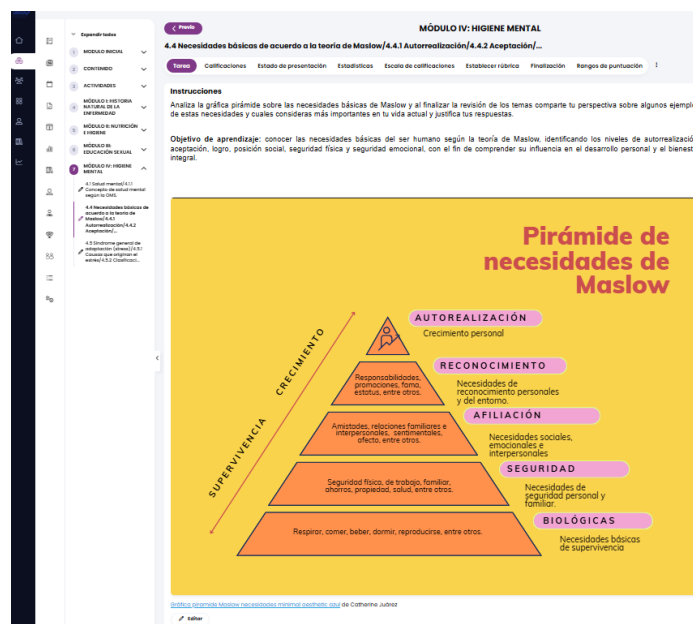 Previo
MÓDULO IV: HIGIENE MENTAL
4.4 Necesidades básicas de acuerdo a la teoría de Maslow/4.4.1 Autorrealización/4.4.2 Aceptación/...
Tarea
Calificaciones
Estado de presentación
Estadísticas
Escala de calificaciones
Establecer rúbrica
Finalización
Rangos de puntuación
Expandir todos
1 MODULO INICIAL
2 CONTENIDO
3 ACTIVIDADES
4 MÓDULO I: HISTORIA
NATURAL DE LA
ENFERMEDAD
5 MÓDULO II: NUTRICIÓN
E HIGIENE
6 MÓDULO III:
EDUCACIÓN SEXUAL
7 MÓDULO IV: HIGIENE
MENTAL
4.1 Salud mental/4.1.1
Concepto de salud mental
según la OMS.
4.4 Necesidades básicas de
acuerdo a la teoría de
Maslow/4.4.1
Autorrealización/4.4.2
Aceptación/...
4.5 Síndrome general de
adaptación (stress)/4.5.1
Causas que originan el
estrés/4.5.2 Clasificaci...
Instrucciones
Analiza la gráfica pirámide sobre las necesidades básicas de Maslow y al finalizar la revisión de los temas comparte tu perspectiva sobre algunos ejempl
de estas necesidades y cuales consideras más importantes en tu vida actual y justifica tus respuestas.
Objetivo de aprendizaje: conocer las necesidades básicas del ser humano según la teoría de Maslow, identificando los niveles de autorrealizació
aceptación, logro, posición social, seguridad física y seguridad emocional, con el fin de comprender su influencia en el desarrollo personal y el bienest
integral.
Pirámide de
necesidades de
Maslow
CRECIMIENTO
SUPERVIVENCIA
AUTOREALIZACIÓN
Crecimiento personal
RECONOCIMIENTO
Responsabilidades,
promociones, fama,
estatus, entre otros.
Necesidades de
reconocimiento personales
y del entorno.
AFILIACIÓN
Amistades, relaciones familiares e
interpersonales, sentimentales,
afecto, entre otros.
Necesidades sociales,
emocionales e
interpersonales
SEGURIDAD
Seguridad física, de trabajo, familiar,
ahorros, propiedad, salud, entre otros.
Necesidades de
seguridad personal y
familiar.
BIOLÓGICAS
Respirar, comer, beber, dormir, reproducirse, entre otros.
Necesidades básicas
de supervivencia
Gráfico piramide Maslow necesidades minimal aesthetic azul de Catherine Juárez
Editar